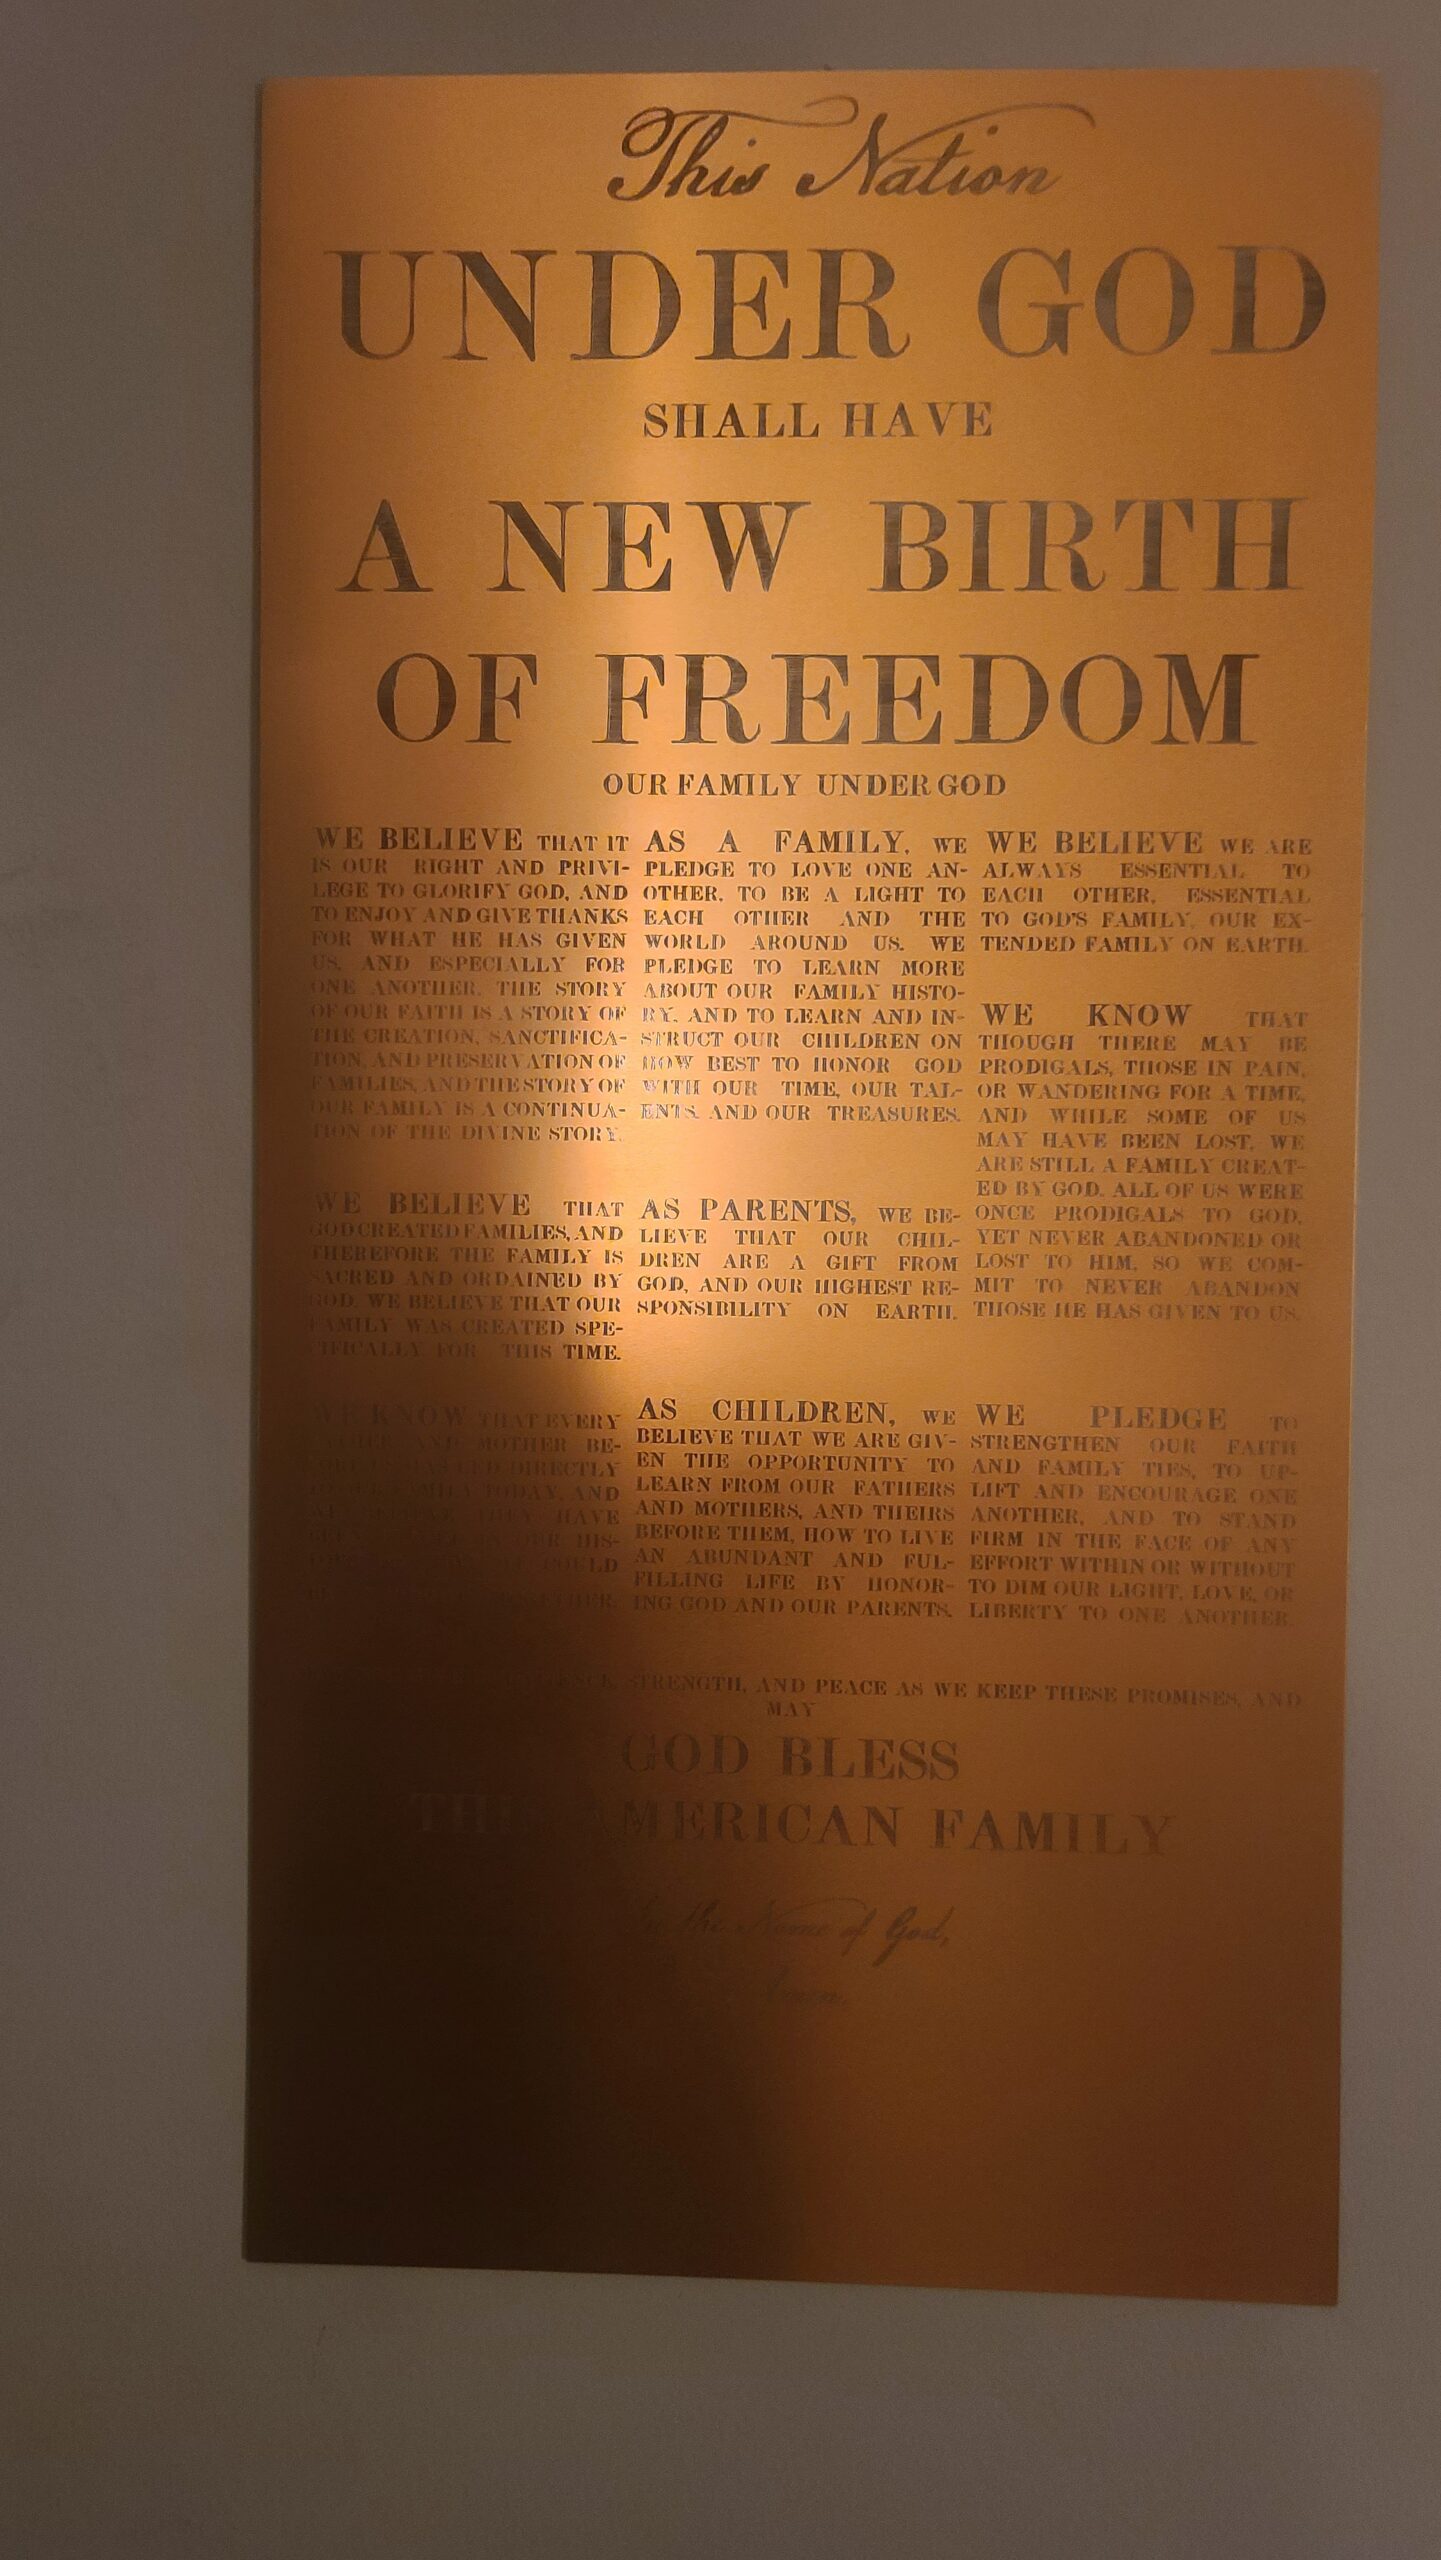 This Nation
UNDER GOD
SHALL HAVE
A NEW BIRTH
OF FREEDOM
OUR FAMILY UNDER GOD
WE BELIEVE THAT IT
IS OUR RIGHT AND PRIVI-
LEGE TO GLORIFY GOD, AND
TO ENJOY AND GIVE THANKS
FOR WHAT HE HAS GIVEN
US, AND ESPECIALLY FOR
ONE ANOTHER. THE STORY
OF OUR FAITH IS A STORY OF
THE CREATION, SANCTIFICA-
TION, AND PRESERVATION OF
FAMILIES, AND THE STORY OF
OUR FAMILY IS A CONTINUA-
TION OF THE DIVINE STORY.
WE BELIEVE THAT
GOD CREATED FAMILIES, AND
THEREFORE THE FAMILY IS
SACRED AND ORDAINED BY
GOD. WE BELIEVE THAT OUR
FAMILY WAS CREATED SPE-
CIFICALLY FOR THIS TIME.
WE KNOW THAT EVERY
AND MOTHER BE-
DIRECTLY
TODAY, AND
THEY HAVE
OUR HIS-
COULD
AS A FAMILY, WE
PLEDGE TO LOVE ONE AN-
OTHER, TO BE A LIGHT TO
EACH OTHER AND THE
WORLD AROUND US. WE
PLEDGE TO LEARN MORE
ABOUT OUR FAMILY HISTO-
RY, AND TO LEARN AND IN-
STRUCT OUR CHILDREN ON
HOW BEST TO HONOR GOD
WITH OUR TIME, OUR TAL-
ENTS, AND OUR TREASURES.
AS PARENTS, WE BE-
LIEVE THAT OUR CHIL-
DREN ARE A GIFT FROM
GOD, AND OUR HIGHEST RE-
SPONSIBILITY ON EARTH.
AS CHILDREN, WE
BELIEVE THAT WE ARE GIV-
EN THE OPPORTUNITY TO
LEARN FROM OUR FATHERS
AND MOTHERS, AND THEIRS
BEFORE THEM, HOW TO LIVE
AN ABUNDANT AND FUL-
FILLING LIFE BY HONOR-
ING GOD AND OUR PARENTS.
WE BELIEVE WE ARE
ALWAYS ESSENTIAL TO
EACH OTHER, ESSENTIAL
TO GOD'S FAMILY, OUR EX-
TENDED FAMILY ON EARTH.
WE KNOW THAT
THOUGH THERE MAY BE
PRODIGALS, THOSE IN PAIN,
OR WANDERING FOR A TIME,
AND WHILE SOME OF US
MAY HAVE BEEN LOST, WE
ARE STILL A FAMILY CREAT-
ED BY GOD. ALL OF US WERE
ONCE PRODIGALS TO GOD,
YET NEVER ABANDONED OR
LOST TO HIM, SO WE COM-
MIT TO NEVER ABANDON
THOSE HE HAS GIVEN TO US.
WE PLEDGE TO
STRENGTHEN OUR FAITH
AND FAMILY TIES, TO UP-
LIFT AND ENCOURAGE ONE
ANOTHER, AND TO STAND
FIRM IN THE FACE OF ANY
EFFORT WITHIN OR WITHOUT
TO DIM OUR LIGHT, LOVE, OR
LIBERTY TO ONE ANOTHER.
STRENGTH, AND PEACE AS WE KEEP THESE PROMISES, AND
MAY
GOD BLESS
THE AMERICAN FAMILY
In the Name of God,
Amen.